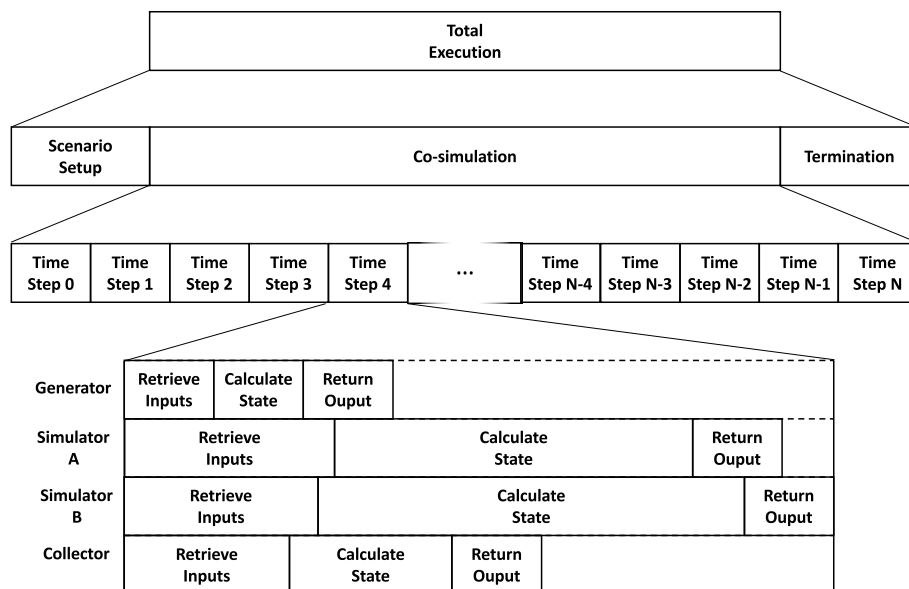 Total
Execution
Scenario
Setup
Co-simulation
Termination
Time
Step 0
Time
Step 1
Time
Step 2
Time
Step 3
Time
Step 4
...
Time
Step N-4
Time
Step N-3
Time
Step N-2
Time
Step N-1
Time
Step N
Generator
Retrieve
Inputs
Calculate
State
Return
Ouput
Simulator
A
Retrieve
Inputs
Calculate
State
Return
Ouput
Simulator
B
Retrieve
Inputs
Calculate
State
Return
Ouput
Collector
Retrieve
Inputs
Calculate
State
Return
Ouput